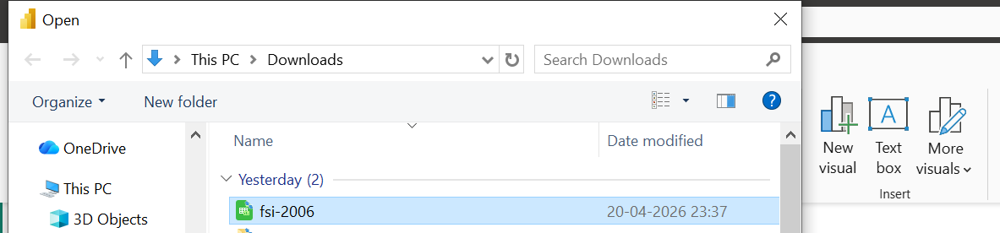 Open
This PC
Downloads
Search Downloads
Organize
New folder
Name
Date modified
OneDrive
Yesterday (2)
This PC
fsi-2006
20-04-2026 23:37
3D Objects
New
visual
Text
box
More
visuals
Insert